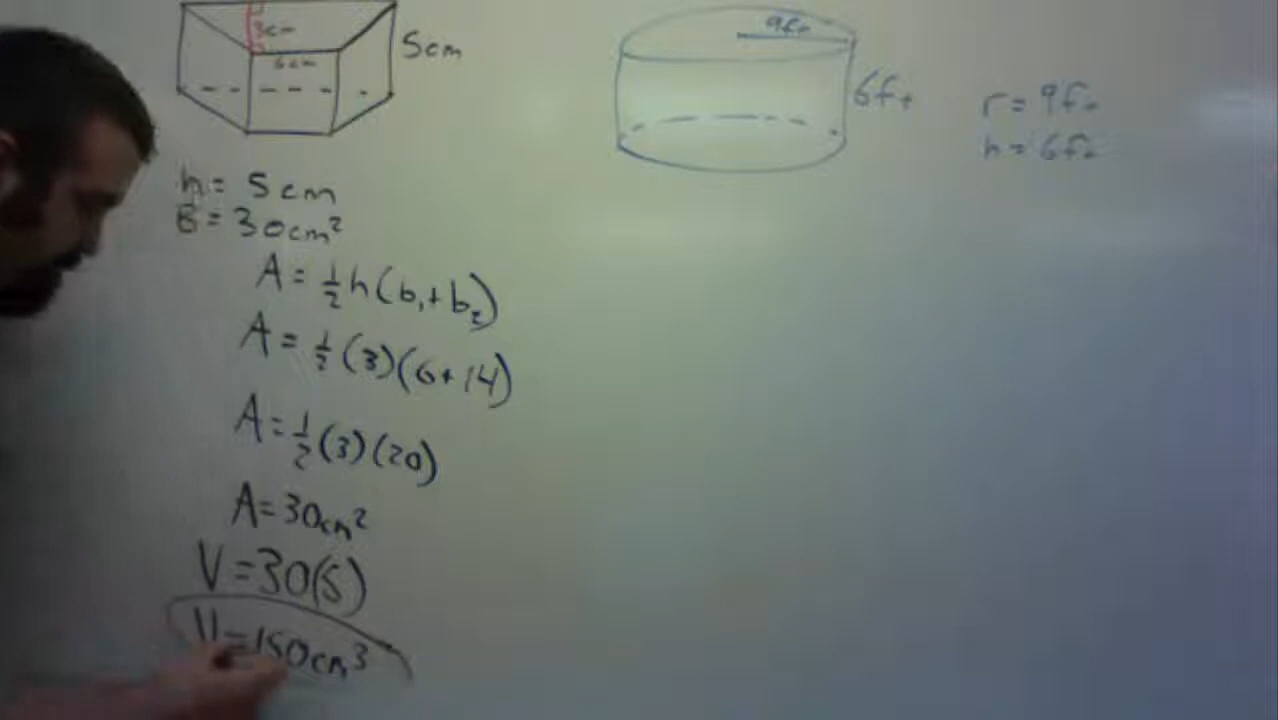 3cm
6cm
5cm
h = 5cm
B = 30cm²
A = ½h(b₁+b₂)
A = ½(3)(6+14)
A = ½(3)(20)
A = 30cm²
V = 30(5)
V = 150cm³
9ft
6ft
r = 9ft
h = 6ft